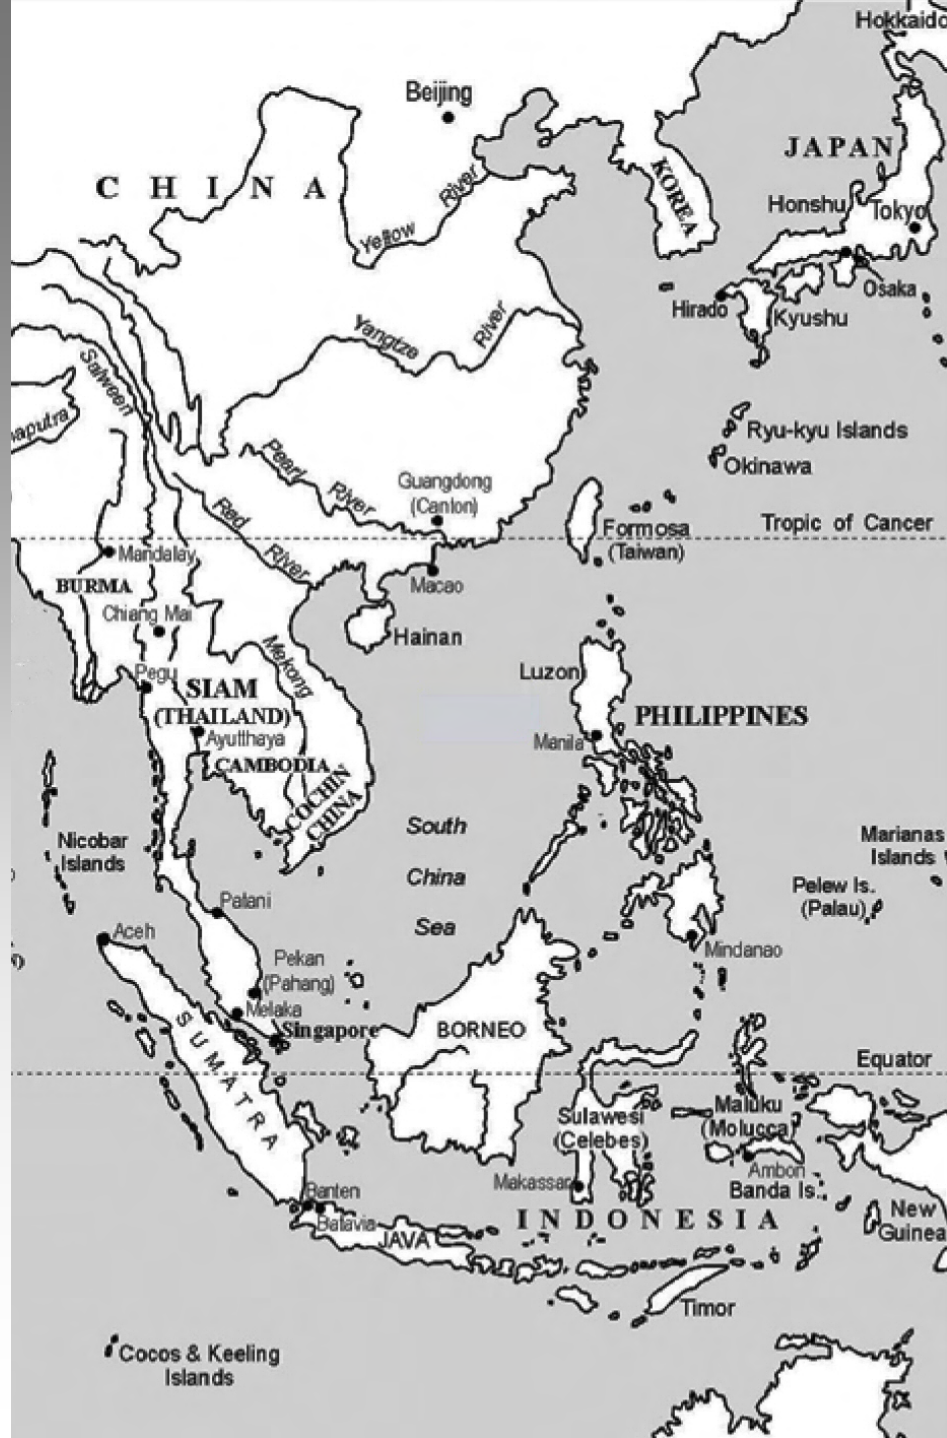 Hokkaido
Beijing
JAPAN
CHINA
KOREA
Yellow River
Honshu
Tokyo
Osaka
Hirado
Kyushu
Yangtze River
Salween
aputra
Ryu-kyu Islands
Okinawa
Pearl River
Guangdong
(Canton)
Red River
Formosa
(Taiwan)
Tropic of Cancer
Mandalay
BURMA
Macao
Chiang Mai
Hainan
Mekong
Pegu
Luzon
SIAM
(THAILAND)
PHILIPPINES
Ayutthaya
Manila
CAMBODIA
COCHIN
CHINA
South
China
Sea
Nicobar
Islands
Marianas
Islands
Pelew Is.
(Palau)
Patani
Aceh
Mindanao
Pekan
(Pahang)
Melaka
Singapore
SUMATRA
BORNEO
Equator
Sulawesi
(Celebes)
Maluku
(Molucca)
Makassar
Ambon
Banda Is.
Banten
Batavia
JAVA
INDONESIA
New
Guinea
Timor
Cocos & Keeling
Islands